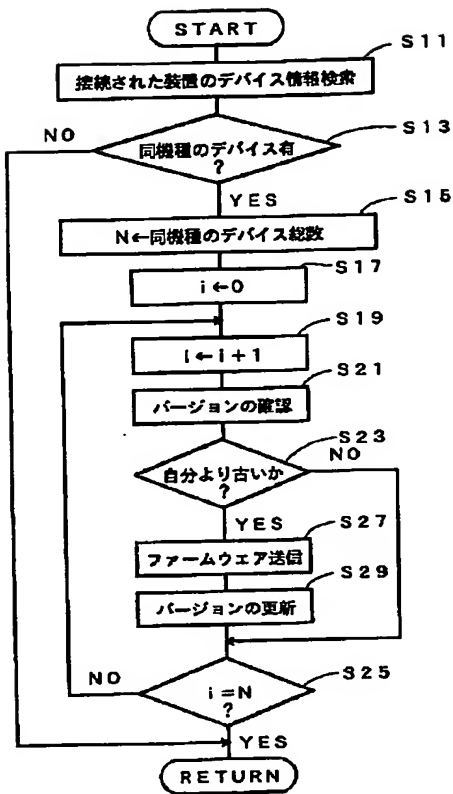 START
S11
接続された装置のデバイス情報検索
NO
S13
同機種のデバイス有
?
YES
S15
N←同機種のデバイス総数
S17
i←0
S19
i←i+1
S21
バージョンの確認
S23
自分より古いか
?
NO
YES
S27
ファームウェア送信
S29
バージョンの更新
NO
S25
i=N
?
YES
RETURN